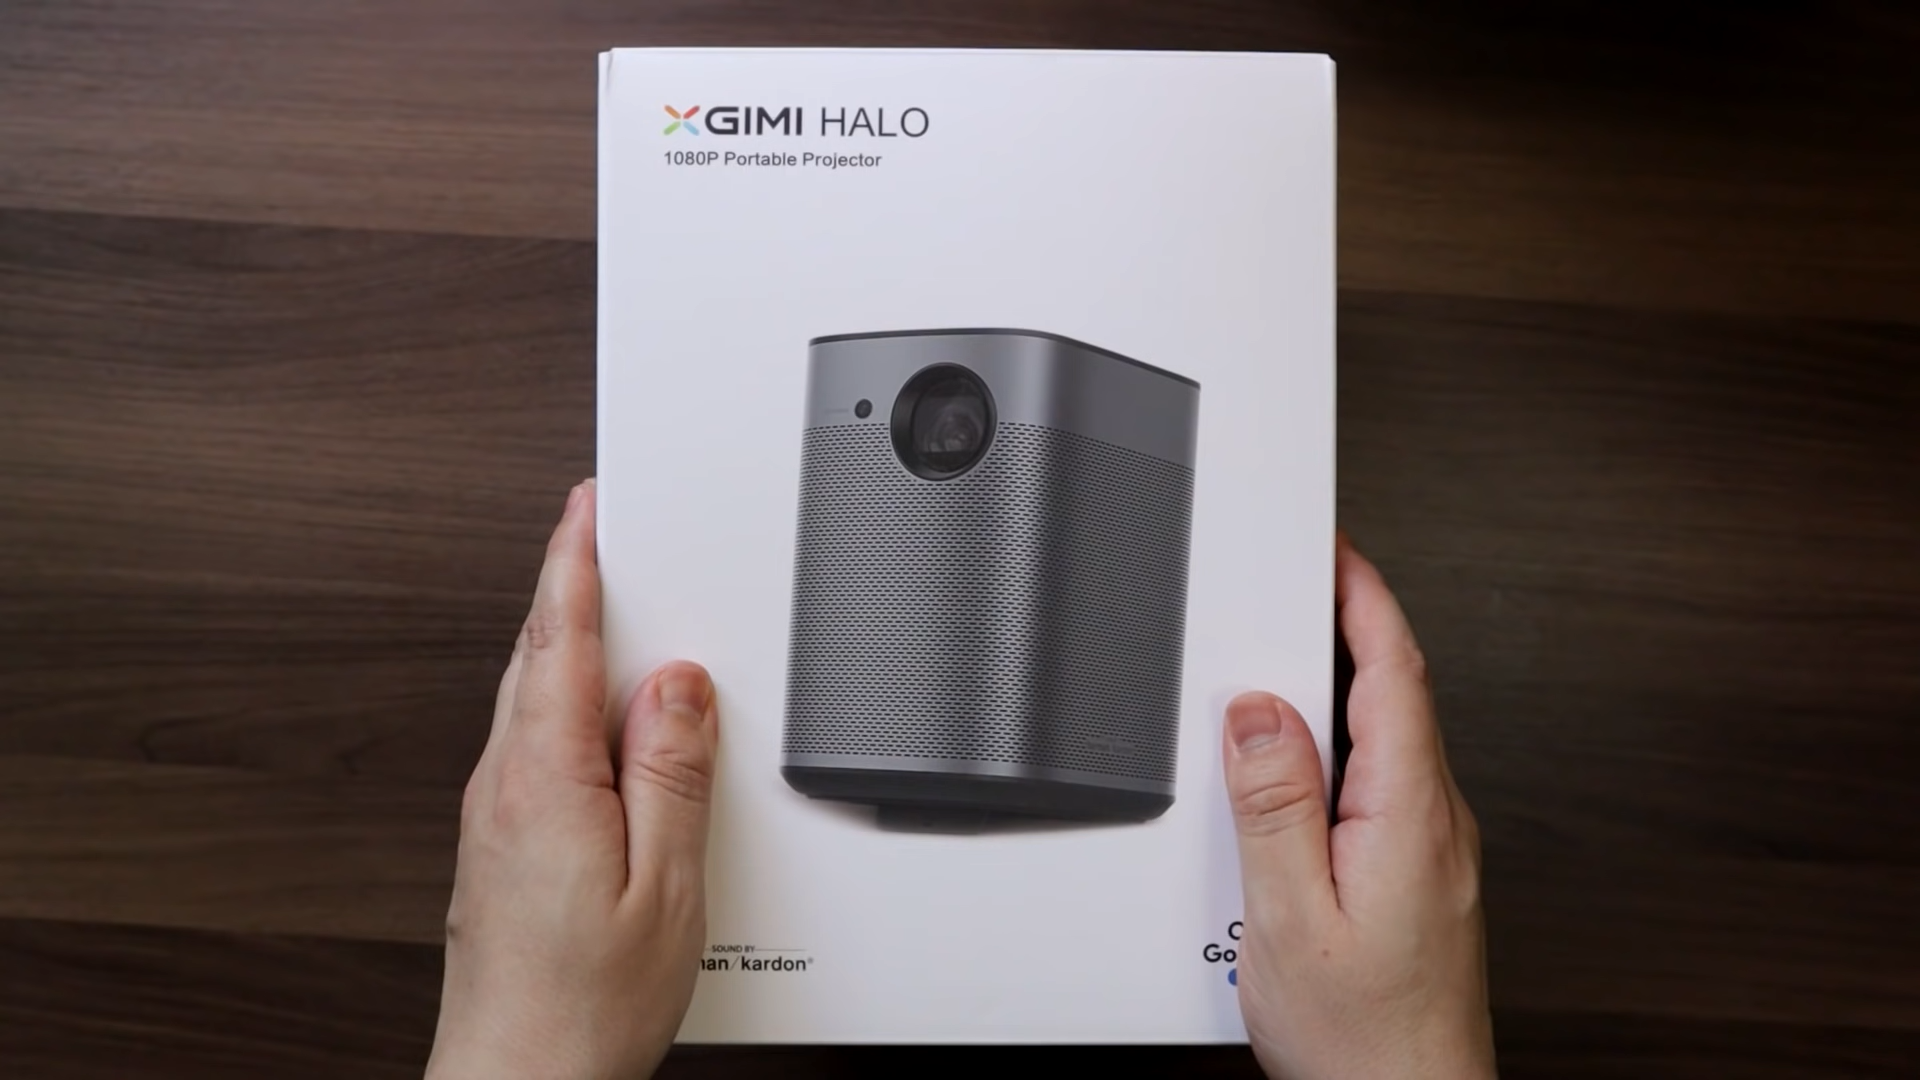 XGIMI HALO
1080P Portable Projector
SOUND BY
man/kardon®
Go